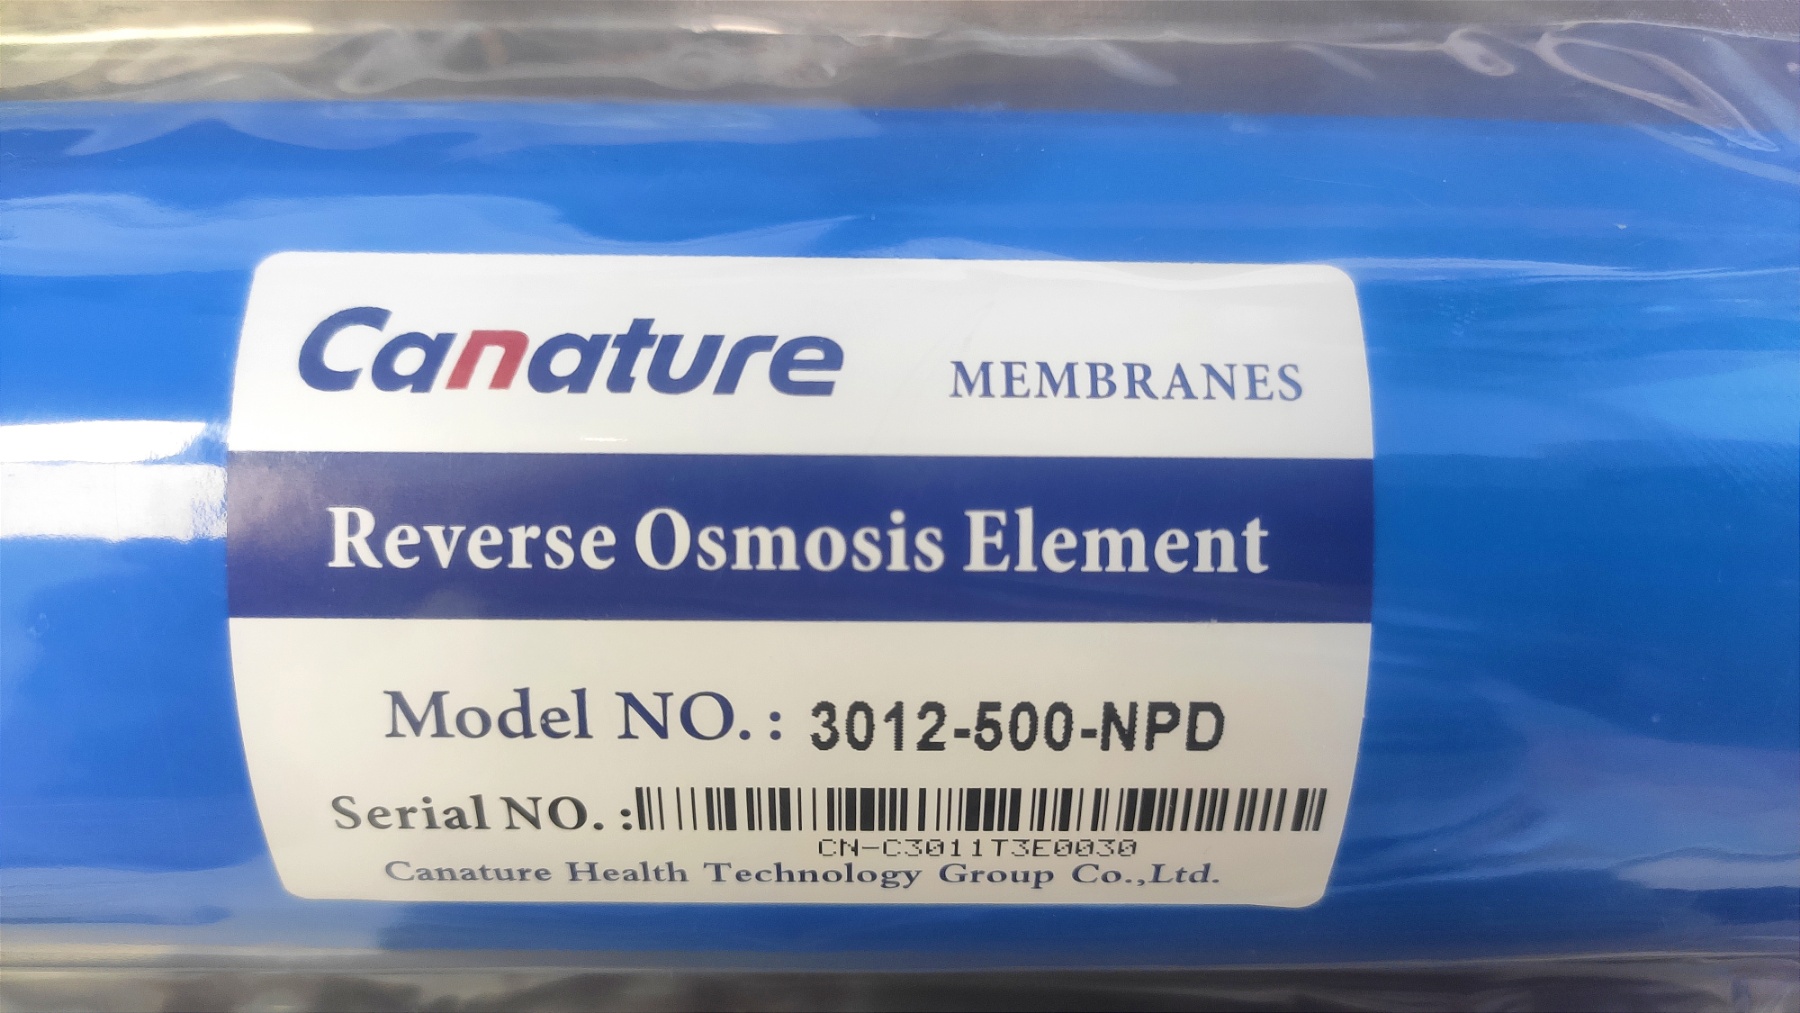 Canature MEMBRANES
Reverse Osmosis Element
Model NO.: 3012-500-NPD
Serial NO. :
CN-C3011T3E0030
Canature Health Technology Group Co.,Ltd.